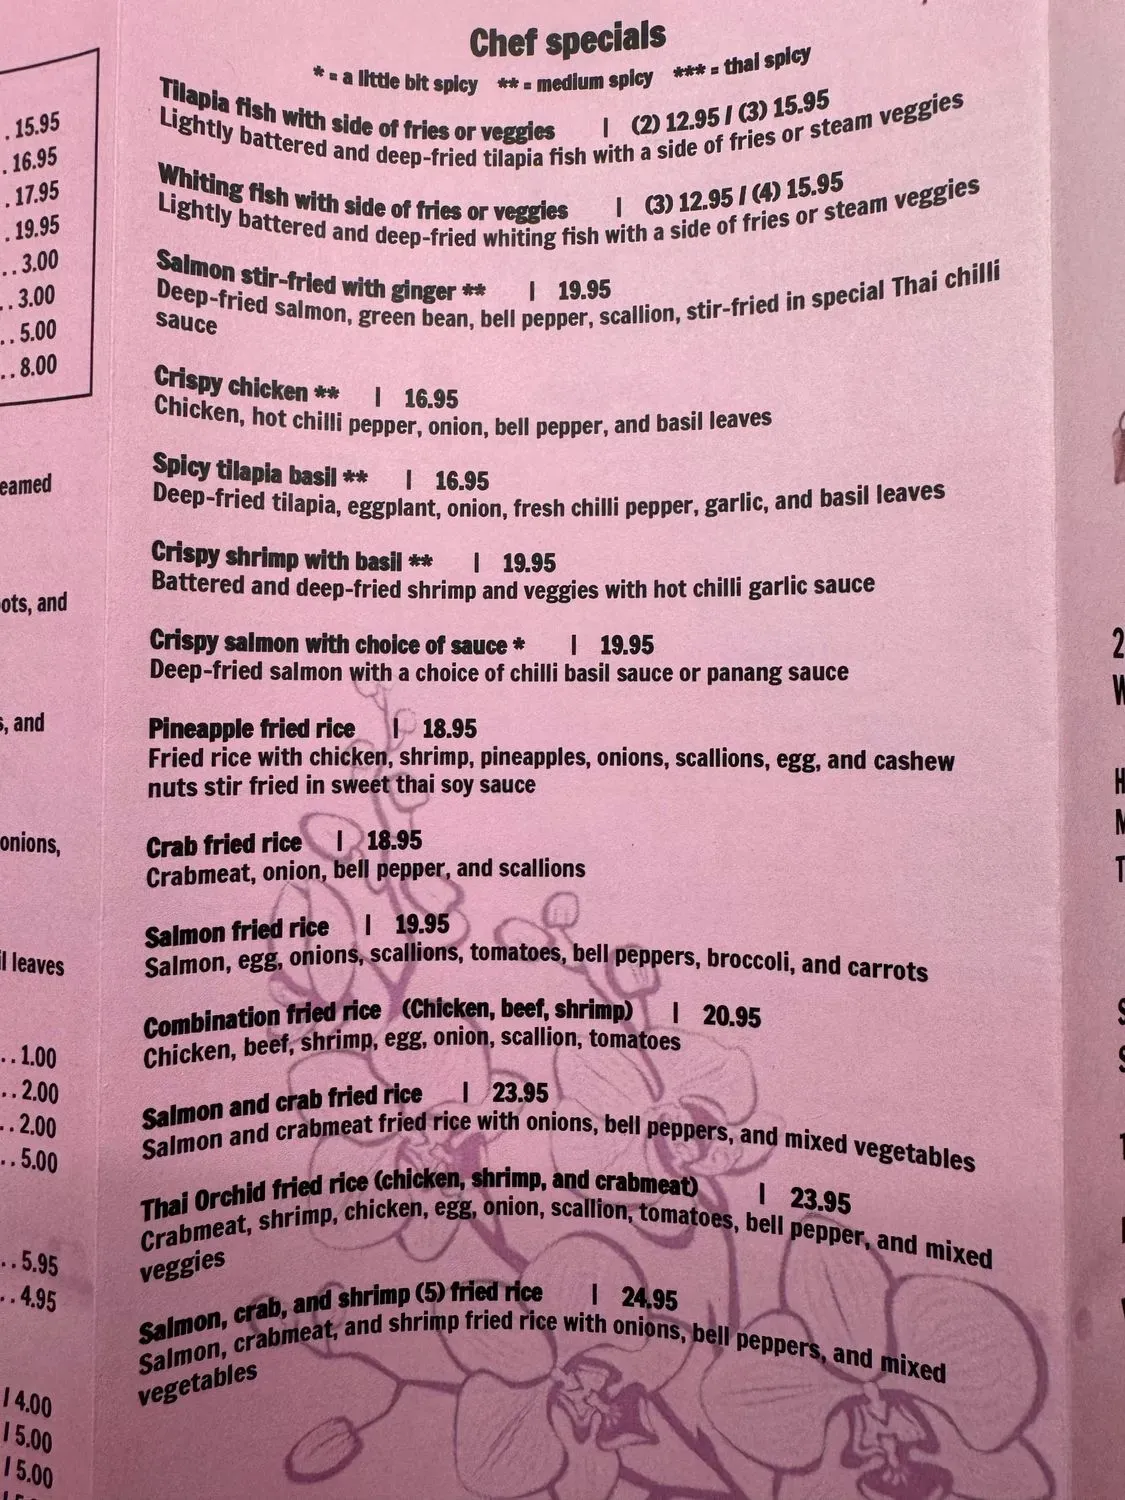 Chef specials
* = a little bit spicy ** = medium spicy *** = thai spicy
Tilapia fish with side of fries or veggies | (2) 12.95 / (3) 15.95
Lightly battered and deep-fried tilapia fish with a side of fries or steam veggies
Whiting fish with side of fries or veggies | (3) 12.95 / (4) 15.95
Lightly battered and deep-fried whiting fish with a side of fries or steam veggies
Salmon stir-fried with ginger ** | 19.95
Deep-fried salmon, green bean, bell pepper, scallion, stir-fried in special Thai chilli
sauce
Crispy chicken ** | 16.95
Chicken, hot chilli pepper, onion, bell pepper, and basil leaves
Spicy tilapia basil ** | 16.95
Deep-fried tilapia, eggplant, onion, fresh chilli pepper, garlic, and basil leaves
Crispy shrimp with basil ** | 19.95
Battered and deep-fried shrimp and veggies with hot chilli garlic sauce
Crispy salmon with choice of sauce * | 19.95
Deep-fried salmon with a choice of chilli basil sauce or panang sauce
Pineapple fried rice | 18.95
Fried rice with chicken, shrimp, pineapples, onions, scallions, egg, and cashew
nuts stir fried in sweet thai soy sauce
Crab fried rice | 18.95
Crabmeat, onion, bell pepper, and scallions
Salmon fried rice | 19.95
Salmon, egg, onions, scallions, tomatoes, bell peppers, broccoli, and carrots
Combination fried rice (Chicken, beef, shrimp) | 20.95
Chicken, beef, shrimp, egg, onion, scallion, tomatoes
Salmon and crab fried rice | 23.95
Salmon and crabmeat fried rice with onions, bell peppers, and mixed vegetables
Thai Orchid fried rice (chicken, shrimp, and crabmeat) | 23.95
Crabmeat, shrimp, chicken, egg, onion, scallion, tomatoes, bell pepper, and mixed
veggies
Salmon, crab, and shrimp (5) fried rice | 24.95
Salmon, crabmeat, and shrimp fried rice with onions, bell peppers, and mixed
vegetables
. 15.95
. 16.95
. 17.95
. 19.95
. . 3.00
. . 3.00
. . 5.00
. . 8.00
eamed
ots, and
s, and
onions,
il leaves
. . 1.00
. . 2.00
. . 2.00
. . 5.00
. . 5.95
. . 4.95
| 4.00
| 5.00
| 5.00